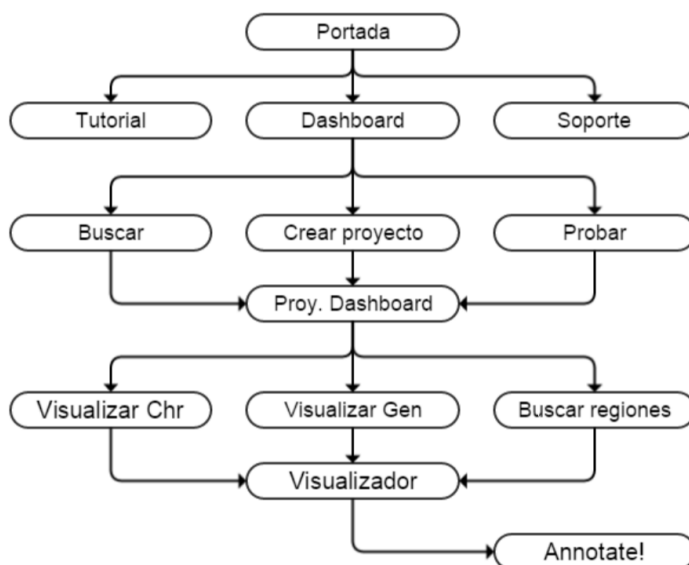 Portada
Tutorial
Dashboard
Soporte
Buscar
Crear proyecto
Probar
Proy. Dashboard
Visualizar Chr
Visualizar Gen
Buscar regiones
Visualizador
Annotate!